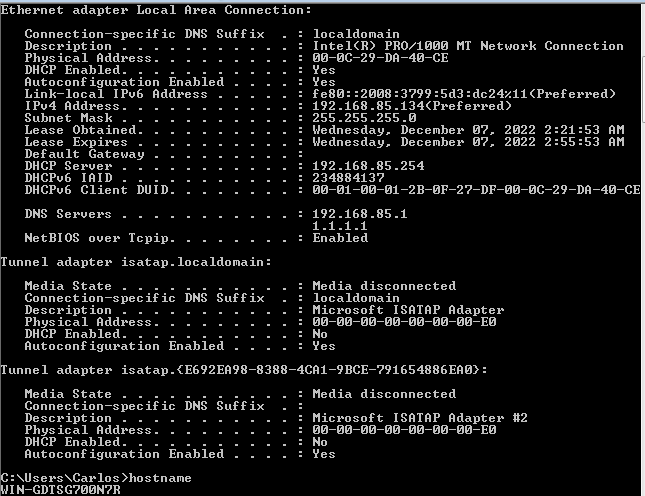 Ethernet adapter Local Area Connection:
Connection-specific DNS Suffix  . : localdomain
Description . . . . . . . . . . . : Intel(R) PRO/1000 MT Network Connection
Physical Address. . . . . . . . . : 00-0C-29-DA-40-CE
DHCP Enabled. . . . . . . . . . . : Yes
Autoconfiguration Enabled . . . . : Yes
Link-local IPv6 Address . . . . . : fe80::2008:3799:5d3:dc24%11(Preferred)
IPv4 Address. . . . . . . . . . . : 192.168.85.134(Preferred)
Subnet Mask . . . . . . . . . . . : 255.255.255.0
Lease Obtained. . . . . . . . . . : Wednesday, December 07, 2022 2:21:53 AM
Lease Expires . . . . . . . . . . : Wednesday, December 07, 2022 2:55:53 AM
Default Gateway . . . . . . . . . :
DHCP Server . . . . . . . . . . . : 192.168.85.254
DHCPv6 IAID . . . . . . . . . . . : 234884137
DHCPv6 Client DUID. . . . . . . . : 00-01-00-01-2B-0F-27-DF-00-0C-29-DA-40-CE
DNS Servers . . . . . . . . . . . : 192.168.85.1
1.1.1.1
NetBIOS over Tcpip. . . . . . . . : Enabled
Tunnel adapter isatap.localdomain:
Media State . . . . . . . . . . . : Media disconnected
Connection-specific DNS Suffix  . : localdomain
Description . . . . . . . . . . . : Microsoft ISATAP Adapter
Physical Address. . . . . . . . . : 00-00-00-00-00-00-00-E0
DHCP Enabled. . . . . . . . . . . : No
Autoconfiguration Enabled . . . . : Yes
Tunnel adapter isatap.{E692EA98-8388-4CA1-9BCE-791654886EA0}:
Media State . . . . . . . . . . . : Media disconnected
Connection-specific DNS Suffix  . :
Description . . . . . . . . . . . : Microsoft ISATAP Adapter #2
Physical Address. . . . . . . . . : 00-00-00-00-00-00-00-E0
DHCP Enabled. . . . . . . . . . . : No
Autoconfiguration Enabled . . . . : Yes
C:\Users\Carlos>hostname
WIN-GDTSG700N7R